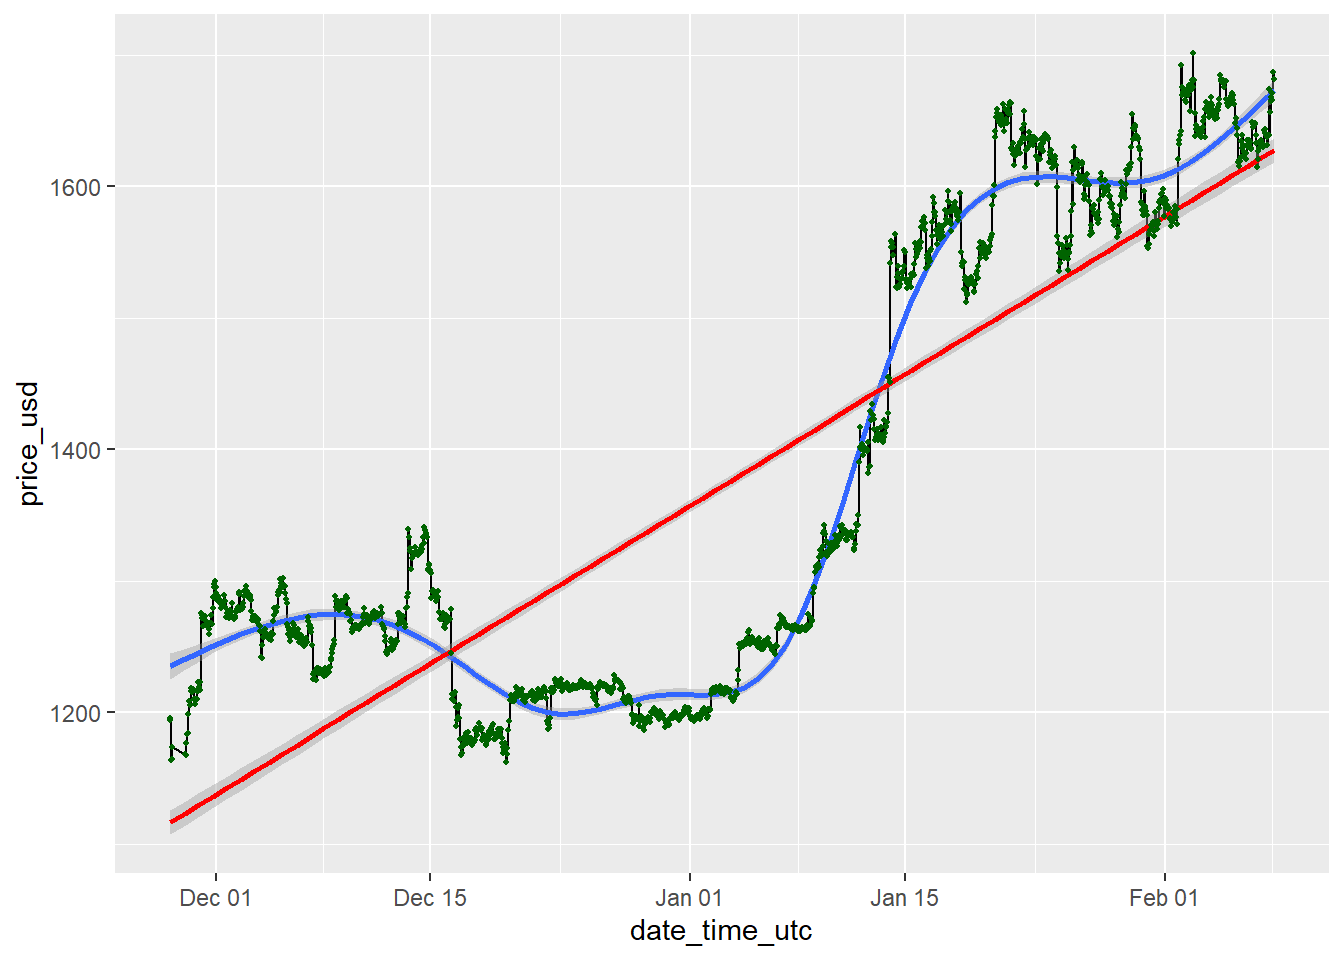 price_usd
1600
1400
1200
Dec 01
Dec 15
Jan 01
Jan 15
Feb 01
date_time_utc